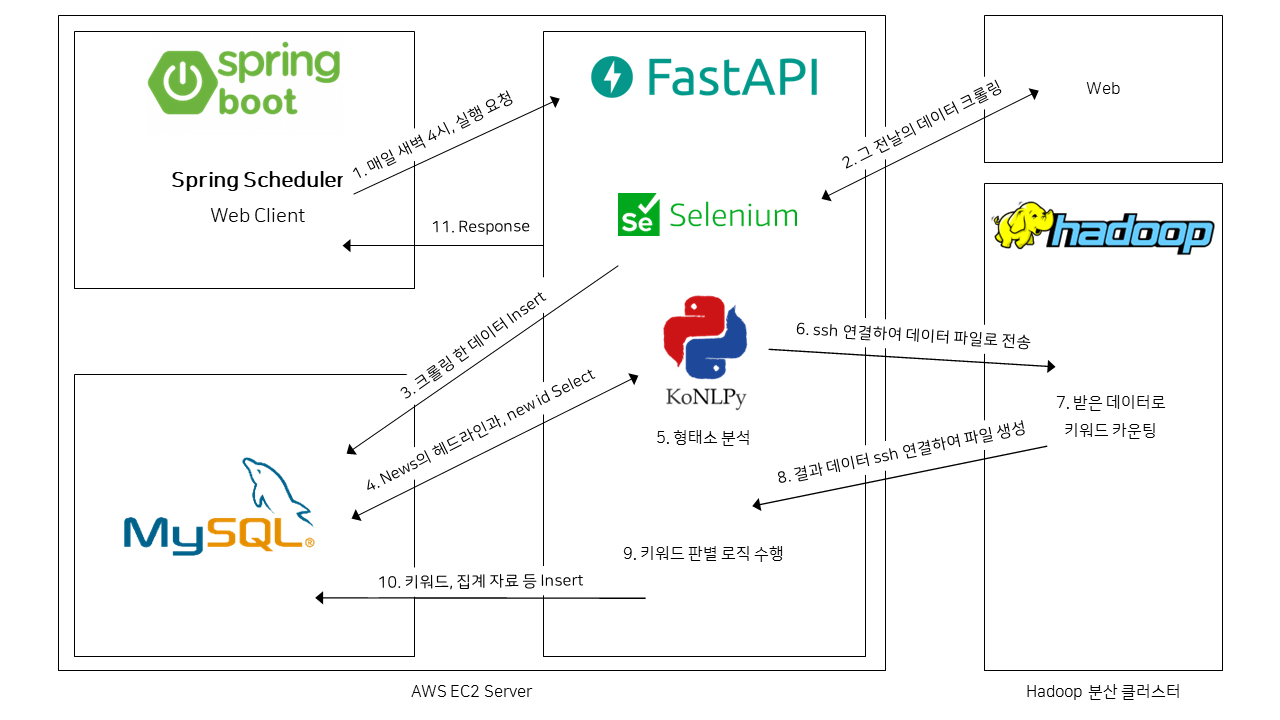 spring
boot
Spring Scheduler
Web Client
FastAPI
Web
1. 매일 새벽 4시, 실행 요청
2. 그 전날의 데이터 크롤링
Se
Selenium
hadoop
11. Response
3. 크롤링 한 데이터 Insert
4. News의 헤드라인과, new id Select
KoNLPy
5. 형태소 분석
6. ssh 연결하여 데이터 파일로 전송
7. 받은 데이터로
키워드 카운팅
8. 결과 데이터 ssh 연결하여 파일 생성
MySQL®
9. 키워드 판별 로직 수행
10. 키워드, 집계 자료 등 Insert
AWS EC2 Server
Hadoop 분산 클러스터